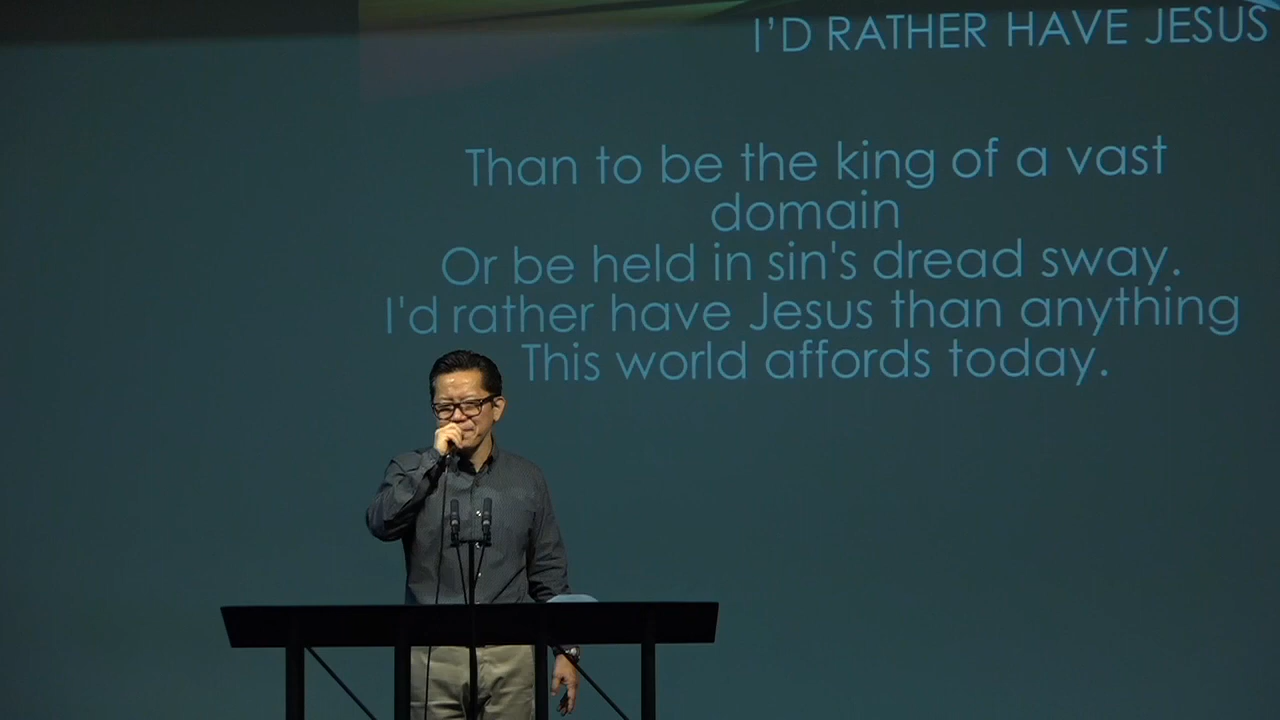 I’D RATHER HAVE JESUS
Than to be the king of a vast
domain
Or be held in sin's dread sway.
I'd rather have Jesus than anything
This world affords today.